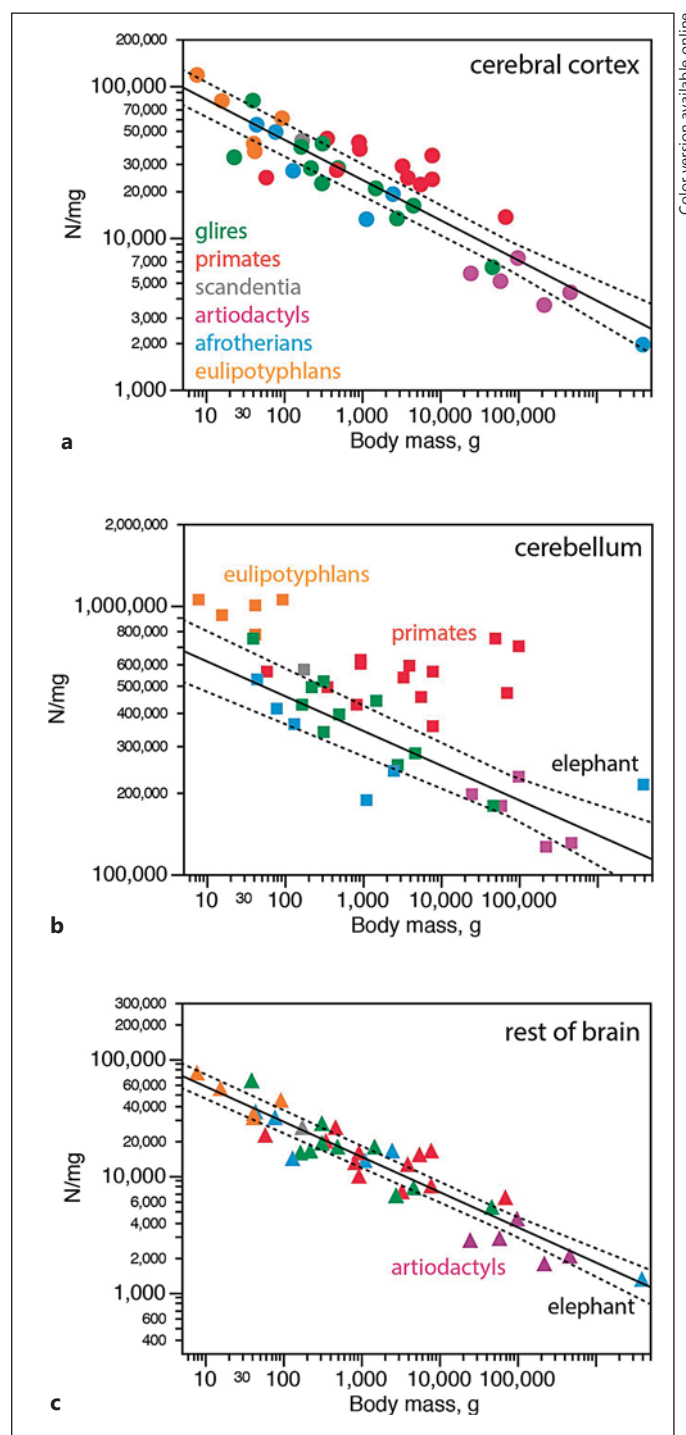 Color version available online
200,000
cerebral cortex
100,000
70,000
50,000
30,000
20,000
N/mg
10,000
7,000
5,000
3,000
2,000
1,000
glires
primates
scandentia
artiodactyls
afrotherians
eulipotyphlans
10 30 100 1,000 10,000 100,000
a Body mass, g
2,000,000
cerebellum
eulipotyphlans
1,000,000
800,000
primates
600,000
500,000
400,000
N/mg
300,000
elephant
200,000
100,000
10 30 100 1,000 10,000 100,000
b Body mass, g
300,000
200,000
rest of brain
100,000
60,000
40,000
20,000
N/mg
10,000
6,000
4,000
2,000
artiodactyls
1,000
elephant
600
400
10 30 100 1,000 10,000 100,000
c Body mass, g